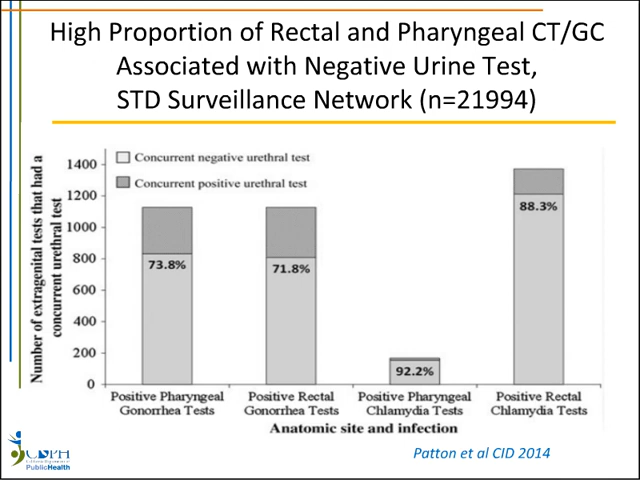 High Proportion of Rectal and Pharyngeal CT/GC
Associated with Negative Urine Test,
STD Surveillance Network (n=21994)
Number of extragenital tests that had a
concurrent urethral test
1400
1200
1000
800
600
400
200
0
Concurrent negative urethral test
Concurrent positive urethral test
73.8%
71.8%
92.2%
88.3%
Positive Pharyngeal
Gonorrhea Tests
Positive Rectal
Gonorrhea Tests
Positive Pharyngeal
Chlamydia Tests
Positive Rectal
Chlamydia Tests
Anatomic site and infection
PublicHealth
Patton et al CID 2014